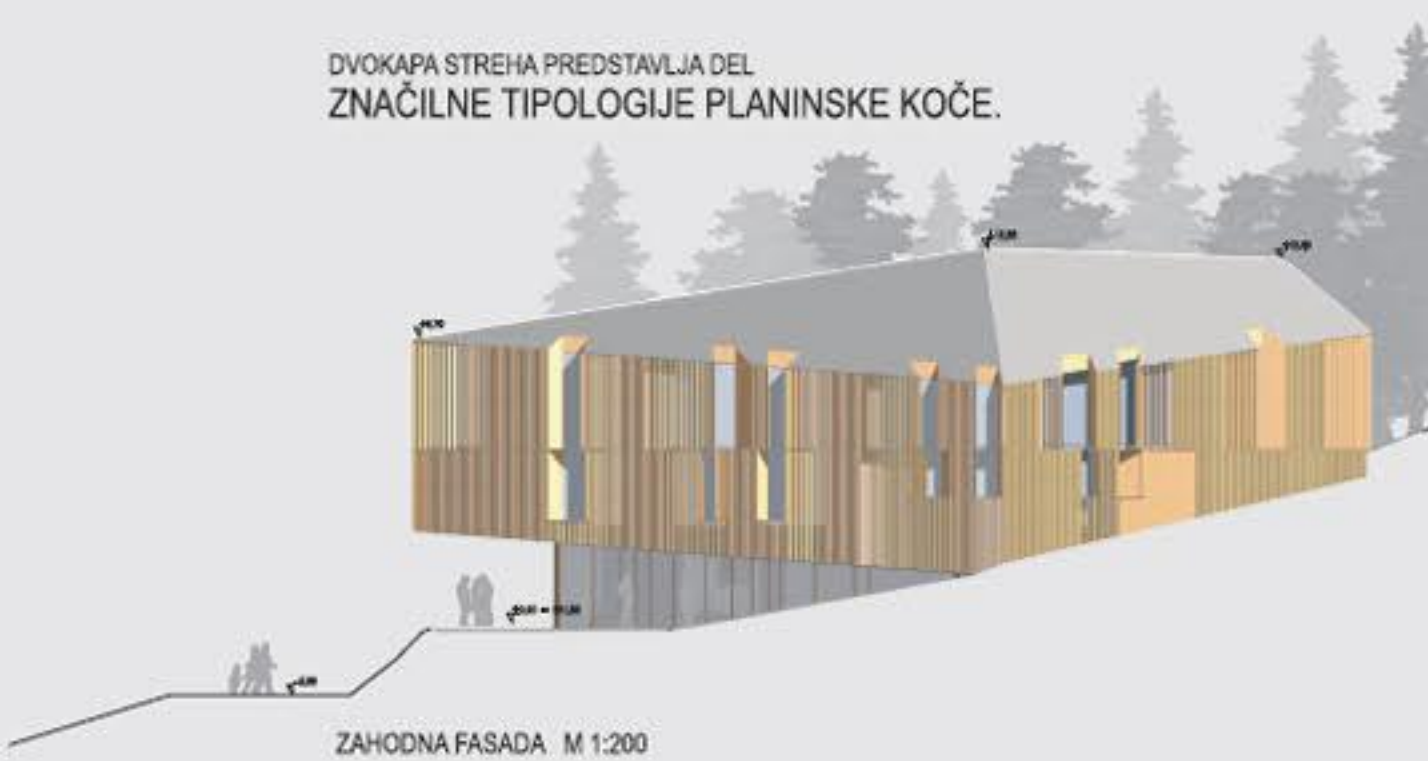 DVOKAPA STREHA PREDSTAVLJA DEL
ZNAČILNE TIPOLOGIJE PLANINSKE KOČE.
ZAHODNA FASADA M 1:200